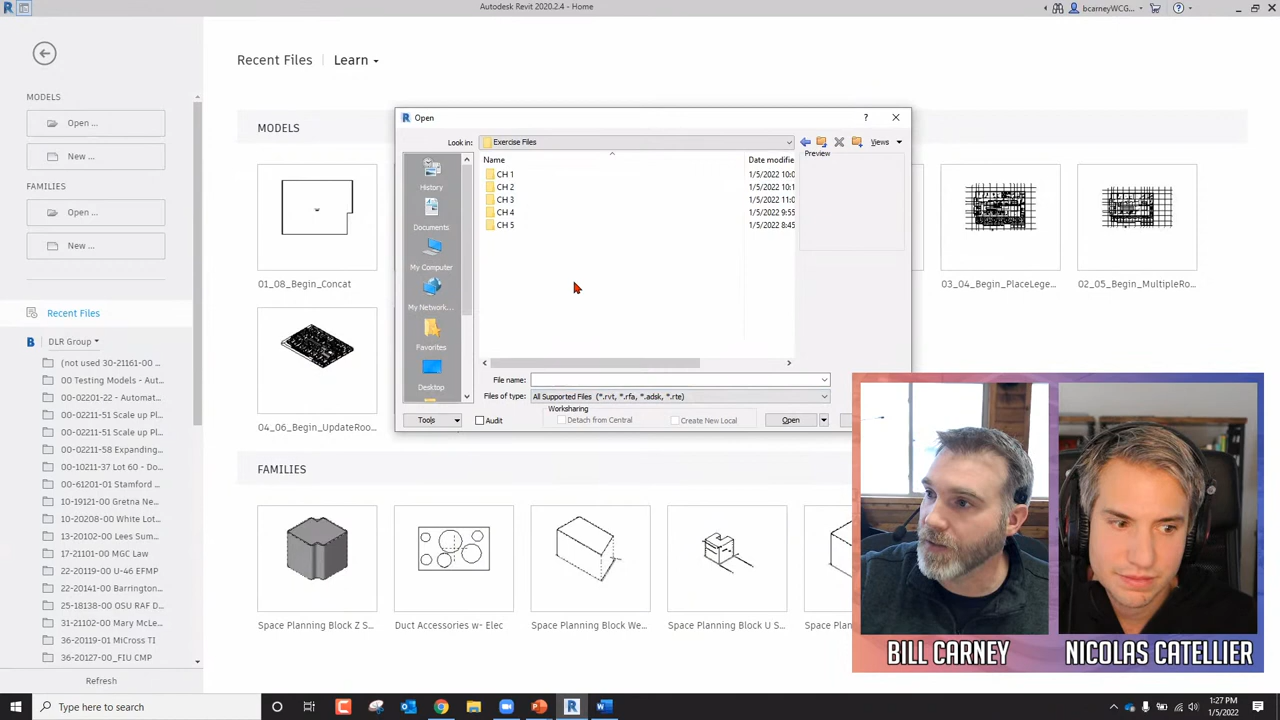 Autodesk Revit 2020.2.4 - Home
bcarneyWCG...
Recent Files
Learn
MODELS
Open ...
New ...
FAMILIES
Open ...
New ...
Recent Files
DLR Group
(not used 30-21161-00
00 Testing Models - Aut...
00-02201-02 - Automat...
00-02211-51 Scale up Pl...
00-02211-51 Scale up Pl...
00-02211-58 Expanding...
00-10211-37 Lot 60 - Do...
00-61201-01 Stamford ...
10-19121-00 Gretna Ne...
10-20208-00 White Lot...
13-20102-00 Lees Sum...
17-21101-00 MGC Law
22-20119-00 U-46 EFMP
22-20141-00 Barrington...
25-18138-00 OSU RAF D...
31-21102-00 Mary McLe...
36-20119-01 MiCross TI
36-20127-00_FIU CMP
Refresh
MODELS
01_08_Begin_Concat
03_04_Begin_PlaceLege...
02_05_Begin_MultipleRo...
04_06_Begin_UpdateRoo...
FAMILIES
Space Planning Block Z S...
Duct Accessories w- Elec
Space Planning Block We...
Space Planning Block U S...
Space Plan
Open
Look in:
Exercise Files
Views
Name
Date modifie
Preview
CH 1
1/5/2022 10:0
CH 2
1/5/2022 10:1
CH 3
1/5/2022 11:0
CH 4
1/5/2022 9:55
CH 5
1/5/2022 8:45
History
Documents
My Computer
My Network...
Favorites
Desktop
File name:
Files of type:
All Supported Files (*.rvt, *.rfa, *.adsk, *.rte)
Tools
Audit
Worksharing
Detach from Central
Create New Local
Open
BILL CARNEY
NICOLAS CATELLIER
Type here to search
1:27 PM
1/5/2022